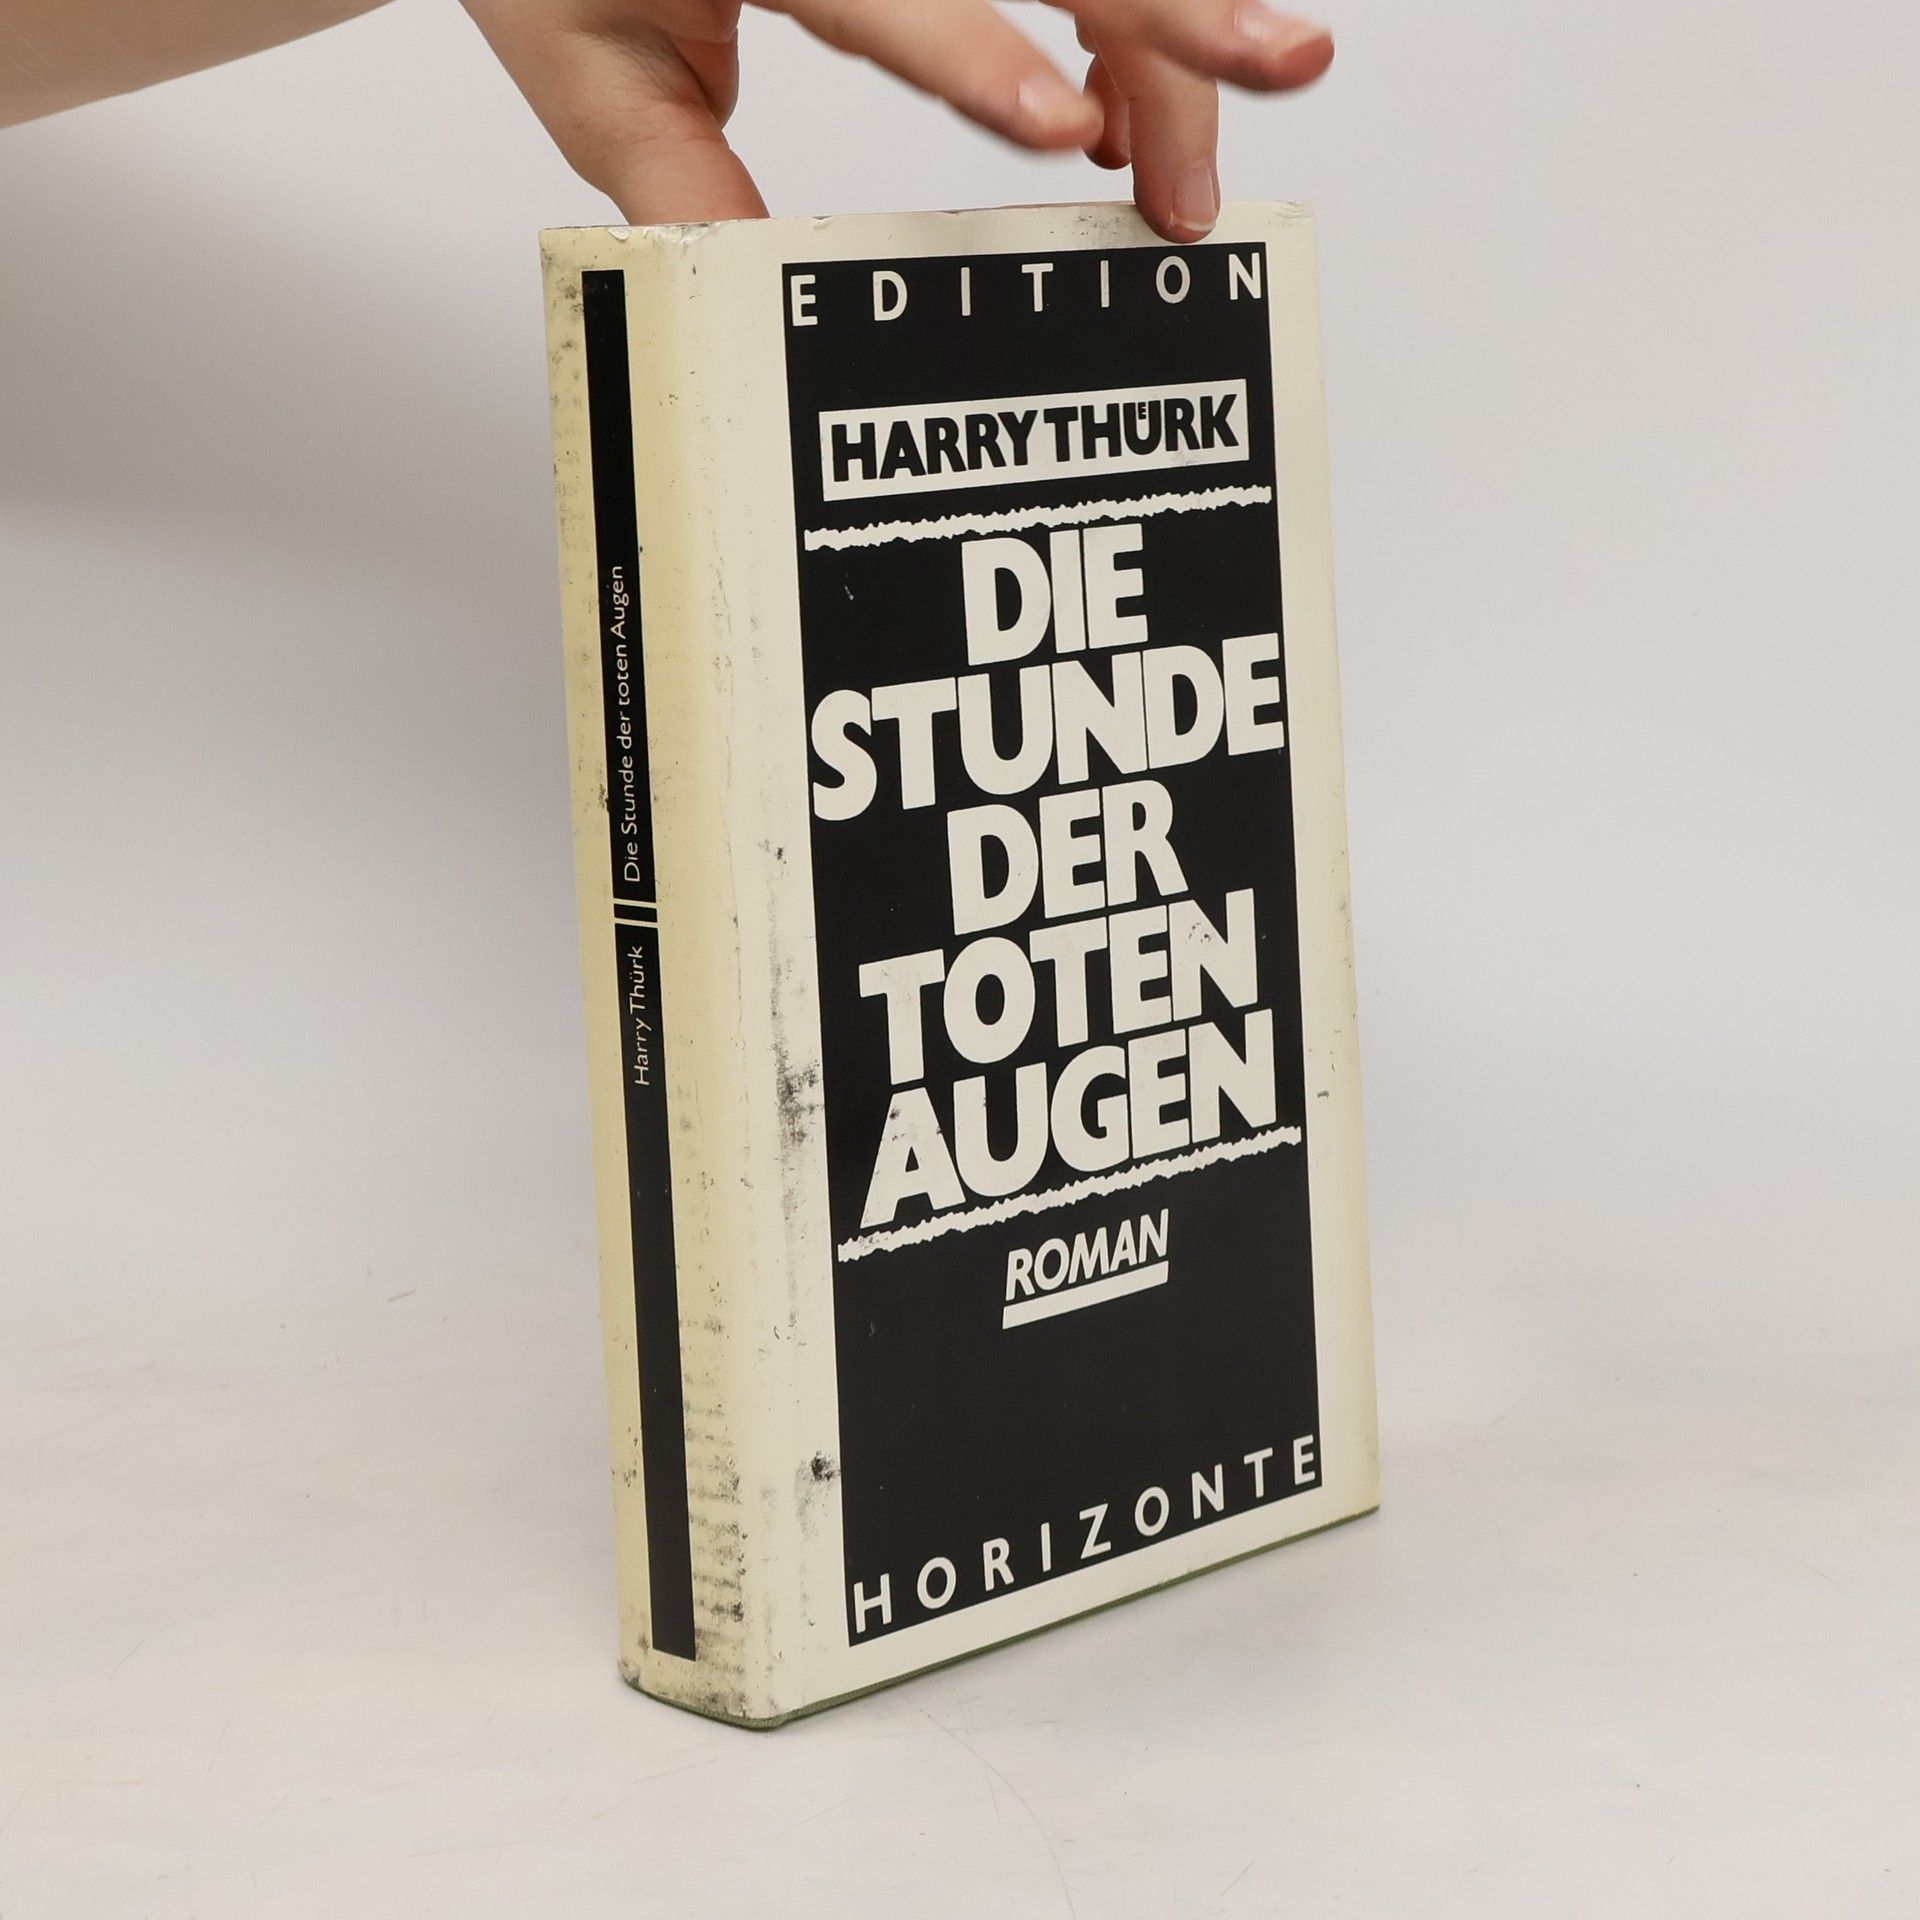 EDITION
HARRY THÜRK
DIE
STUNDE
DER
TOTEN
AUGEN
ROMAN
HORIZONTE
Harry Thürk Die Stunde der toten Augen